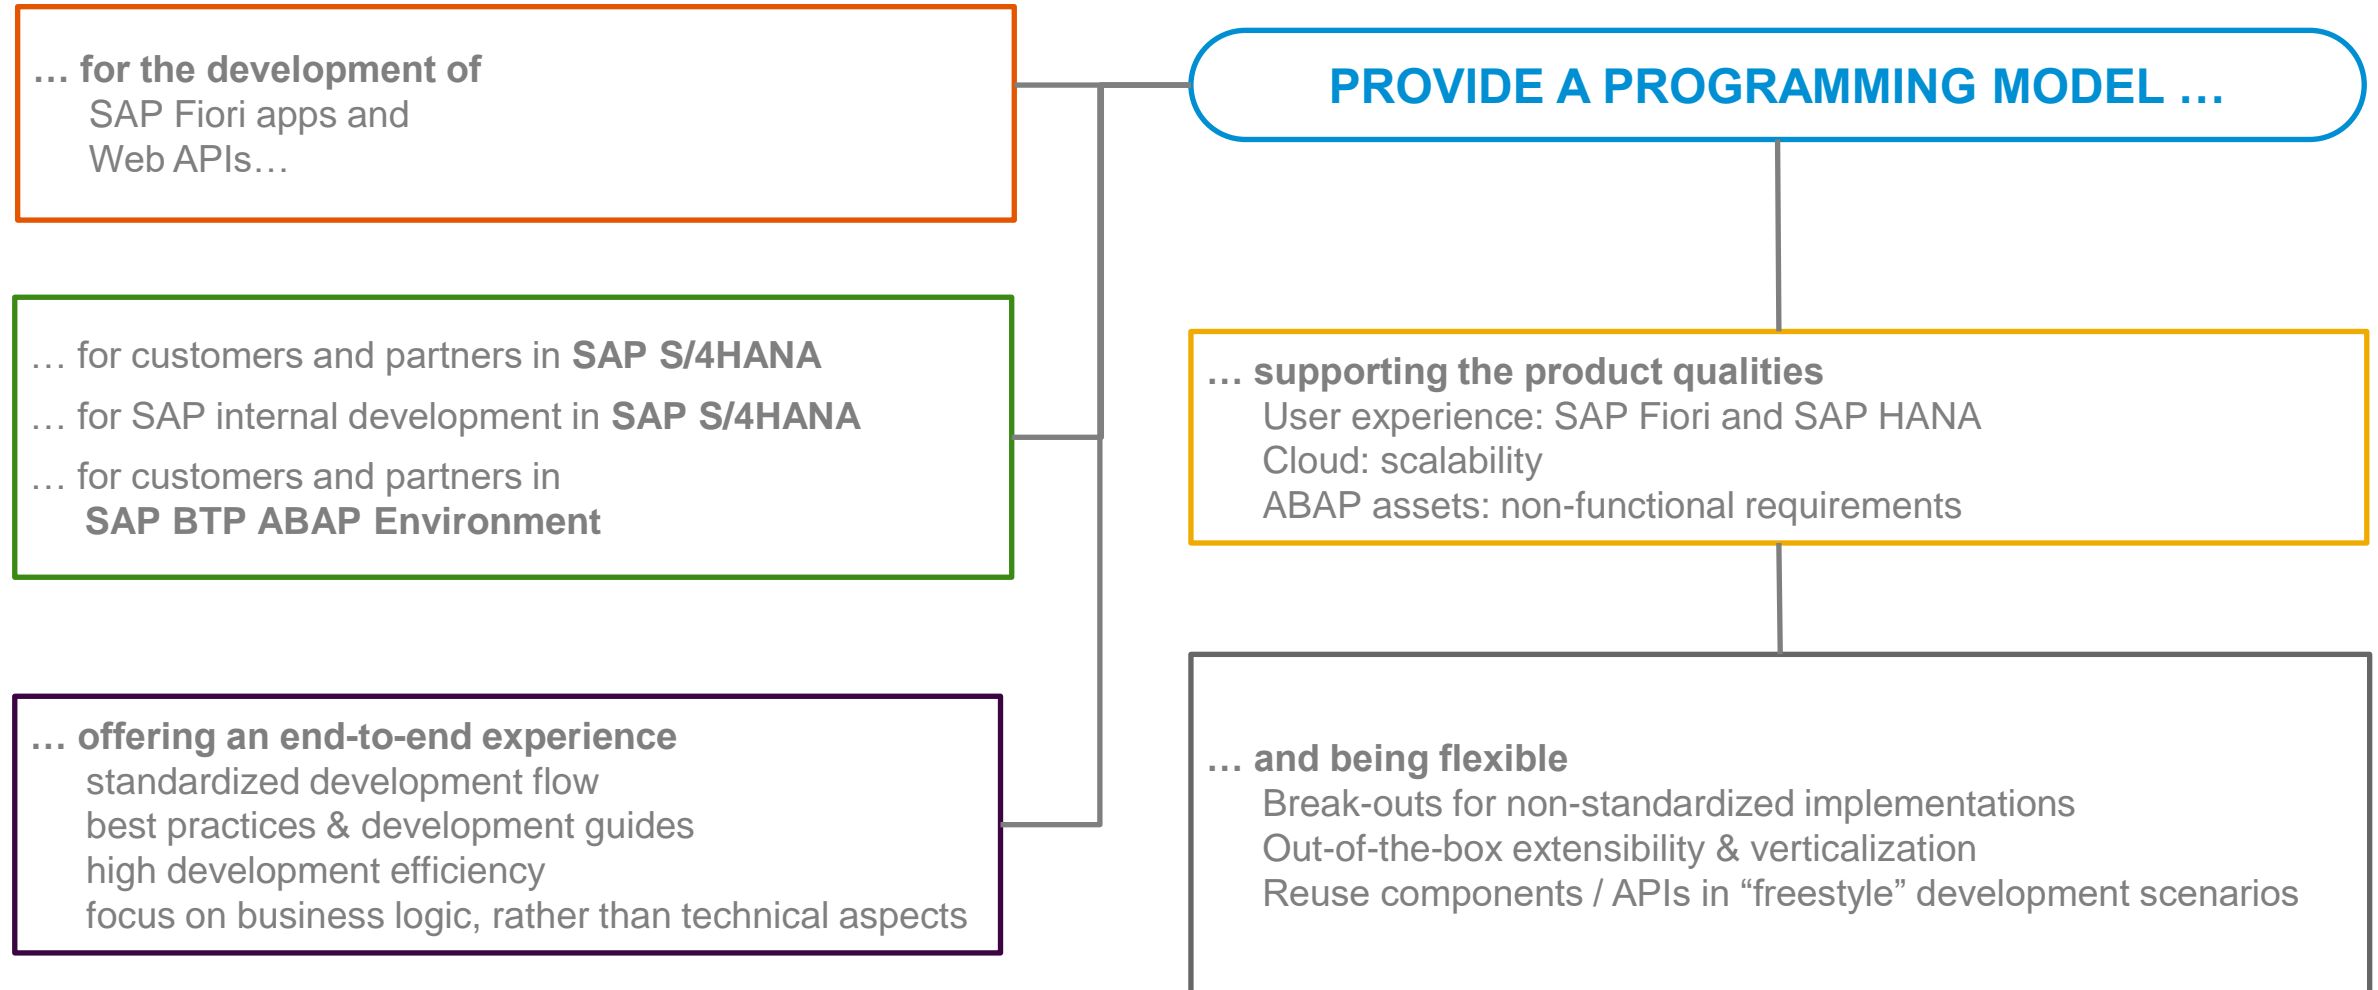 PROVIDE A PROGRAMMING MODEL …
… for the development of
SAP Fiori apps and
Web APIs…
… for customers and partners in SAP S/4HANA
… for SAP internal development in SAP S/4HANA
… for customers and partners in
SAP BTP ABAP Environment
… offering an end-to-end experience
standardized development flow
best practices & development guides
high development efficiency
focus on business logic, rather than technical aspects
… supporting the product qualities
User experience: SAP Fiori and SAP HANA
Cloud: scalability
ABAP assets: non-functional requirements
… and being flexible
Break-outs for non-standardized implementations
Out-of-the-box extensibility & verticalization
Reuse components / APIs in “freestyle” development scenarios